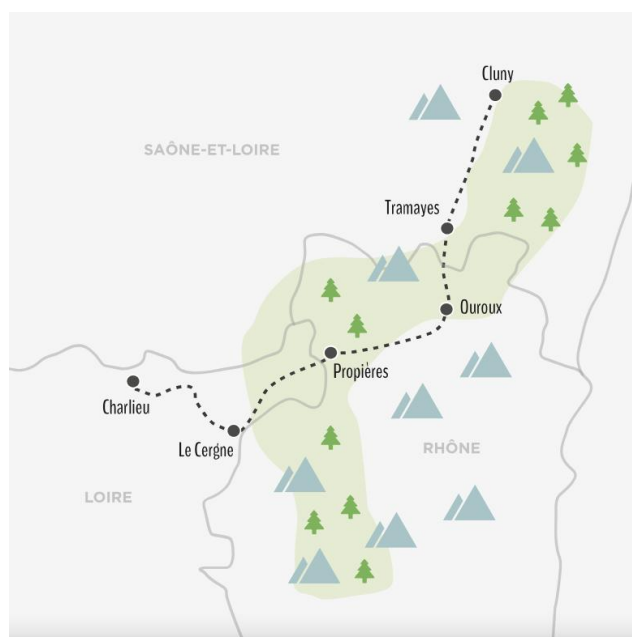 Cluny
SAÔNE-ET-LOIRE
Tramayes
Ouroux
Propières
Charlieu
Le Cergne
RHÔNE
LOIRE